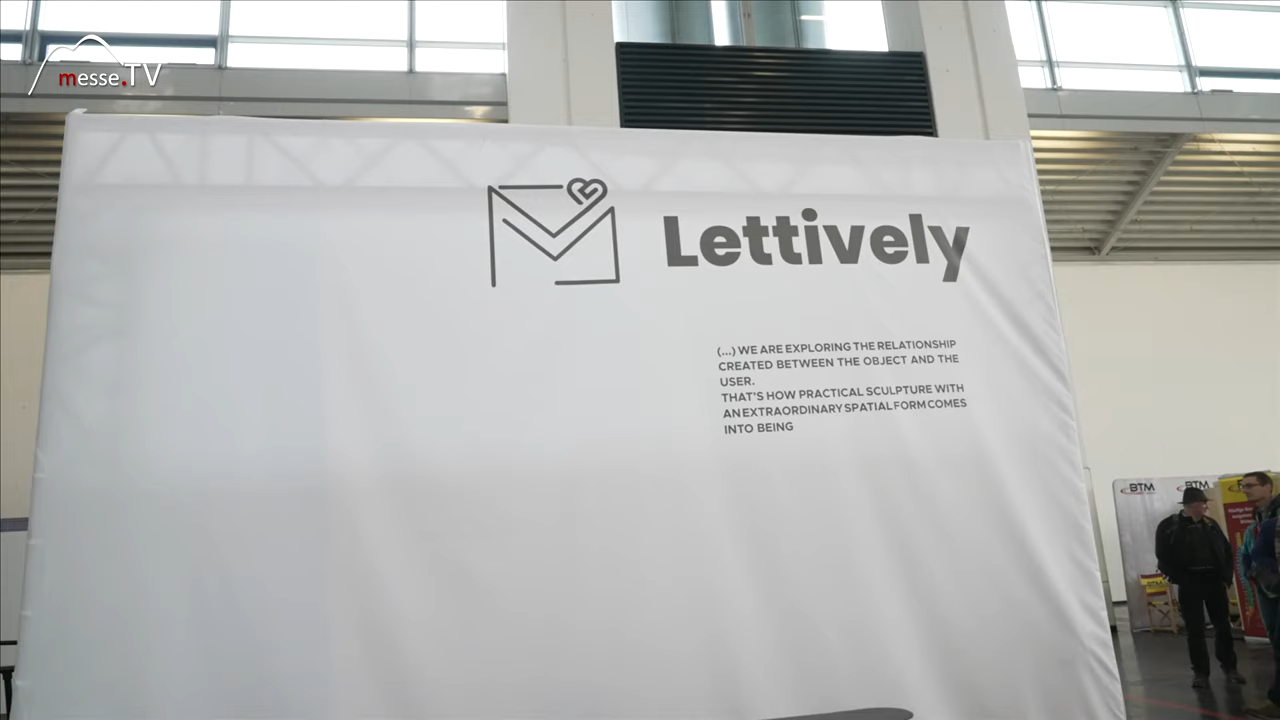 messe.TV
Lettively
(...) WE ARE EXPLORING THE RELATIONSHIP
CREATED BETWEEN THE OBJECT AND THE
USER.
THAT'S HOW PRACTICAL SCULPTURE WITH
AN EXTRAORDINARY SPATIAL FORM COMES
INTO BEING
BTM
BTM
BTM